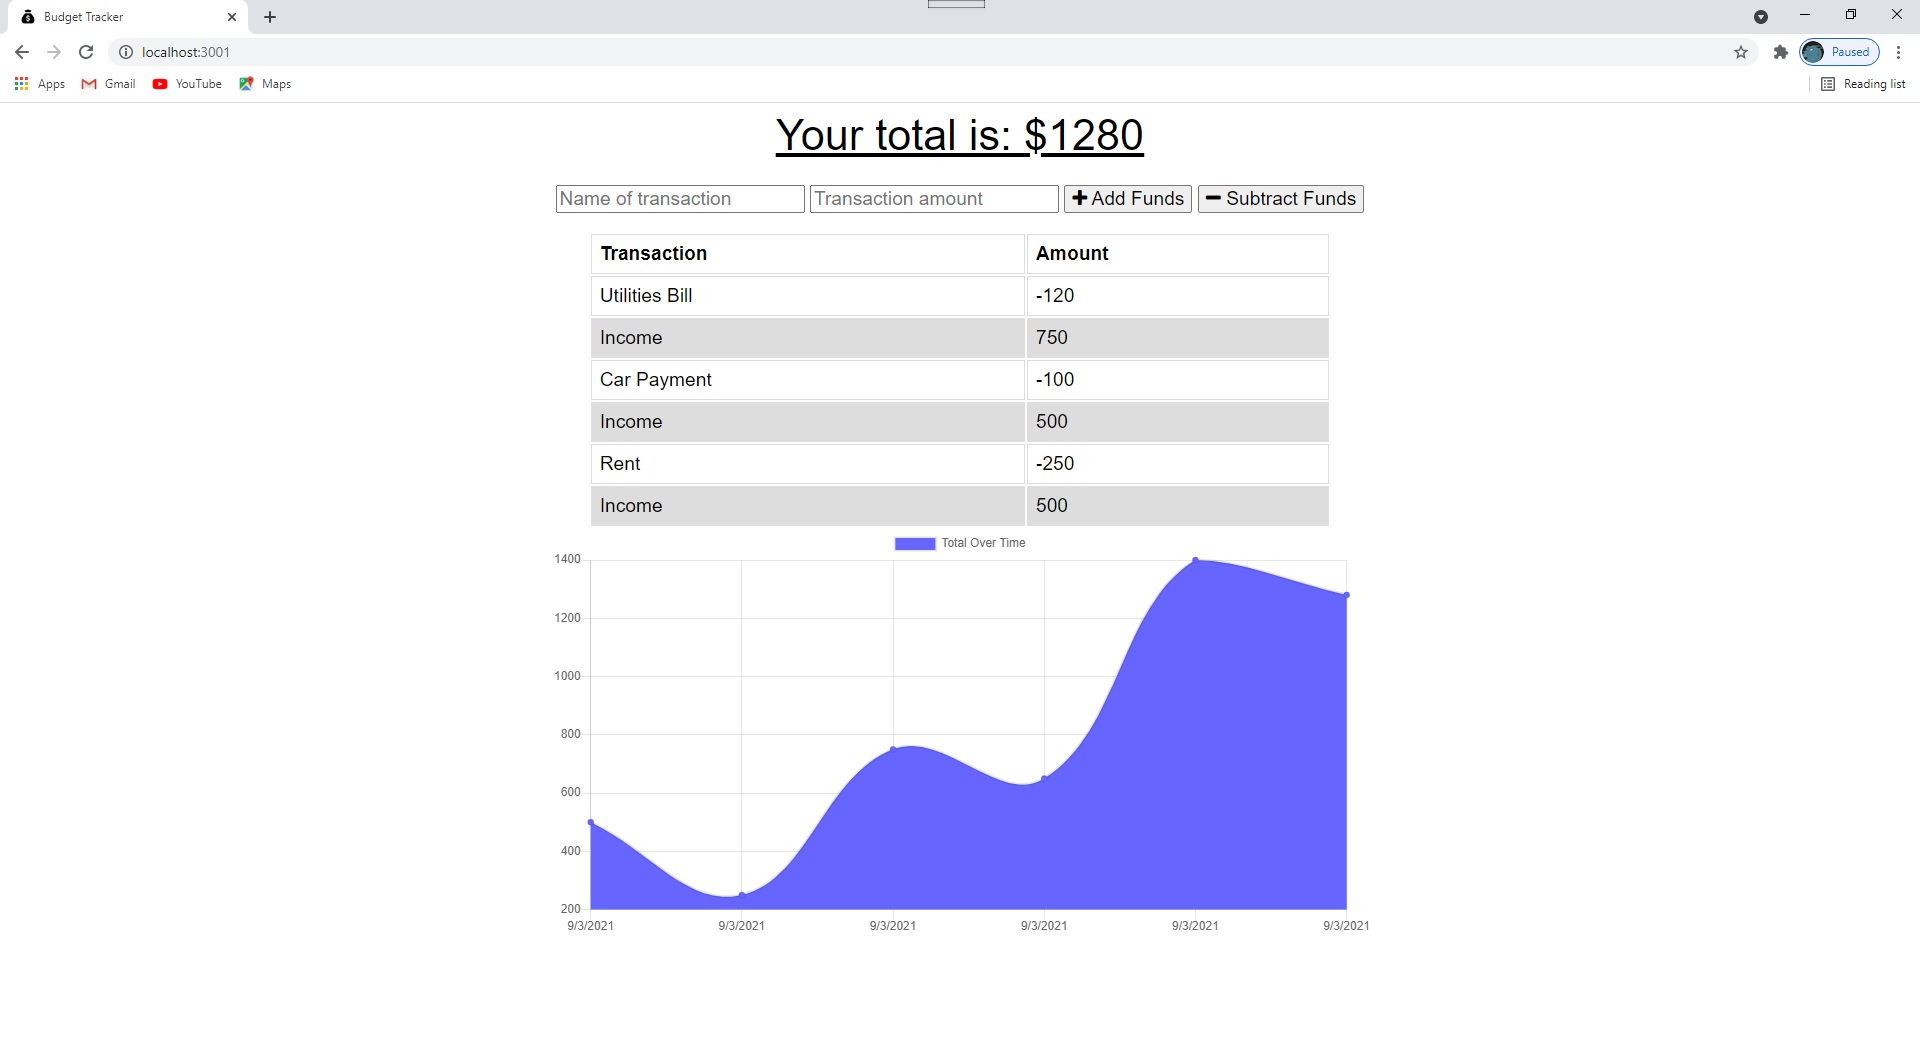 Budget Tracker
localhost:3001
Paused
Apps Gmail YouTube Maps Reading list
Your total is: $1280
Name of transaction Transaction amount Add Funds Subtract Funds
Transaction Amount
Utilities Bill -120
Income 750
Car Payment -100
Income 500
Rent -250
Income 500
Total Over Time
1400
1200
1000
800
600
400
200
9/3/2021 9/3/2021 9/3/2021 9/3/2021 9/3/2021 9/3/2021